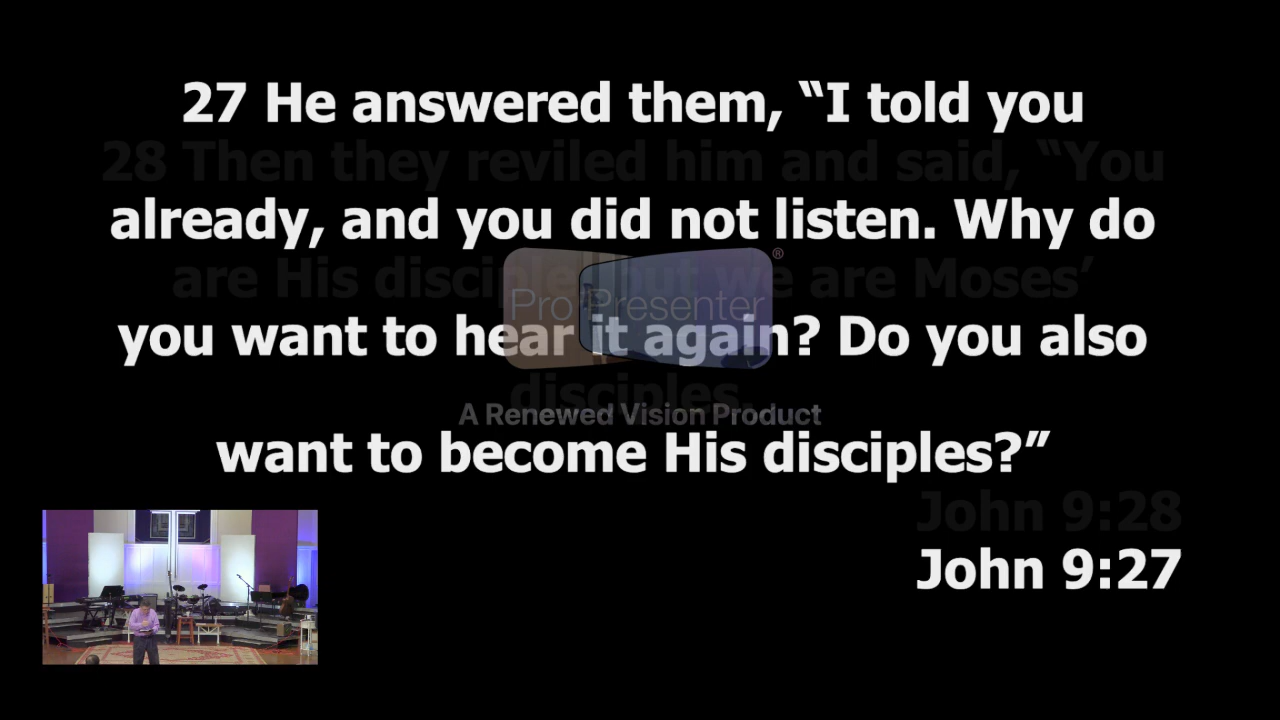 27 He answered them, “I told you
28 Then they reviled him and said, “You
already, and you did not listen. Why do
are His disciple, but we are Moses’
ProPresenter®
you want to hear it again? Do you also
disciples.
A Renewed Vision Product
want to become His disciples?”
John 9:28
John 9:27